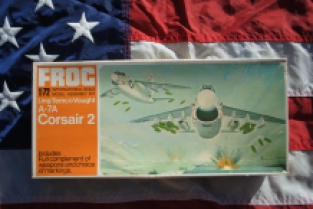 FROG
1/72
Ling Temco Vought
A-7A
Corsair 2
Includes
Full complement of
weapons and choice
of markings.